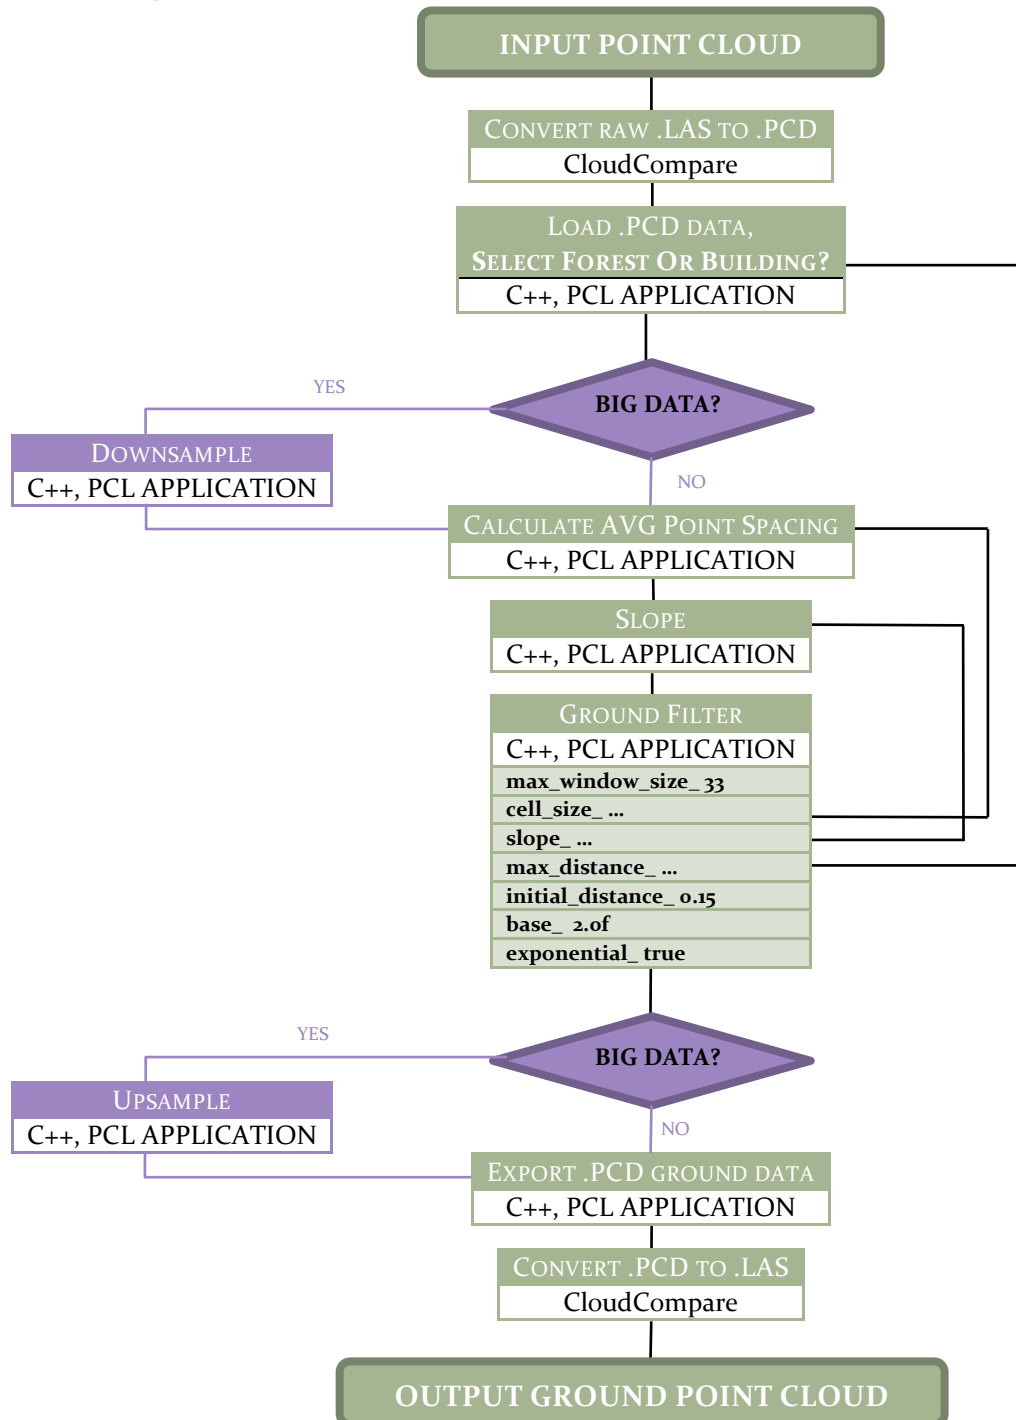 INPUT POINT CLOUD
CONVERT RAW .LAS TO .PCD
CloudCompare
LOAD .PCD DATA,
SELECT FOREST OR BUILDING?
C++, PCL APPLICATION
BIG DATA?
YES
DOWNSAMPLE
C++, PCL APPLICATION
NO
CALCULATE AVG POINT SPACING
C++, PCL APPLICATION
SLOPE
C++, PCL APPLICATION
GROUND FILTER
C++, PCL APPLICATION
max_window_size_ 33
cell_size_ ...
slope_ ...
max_distance_ ...
initial_distance_ 0.15
base_ 2.0f
exponential_ true
BIG DATA?
YES
UPSAMPLE
C++, PCL APPLICATION
NO
EXPORT .PCD GROUND DATA
C++, PCL APPLICATION
CONVERT .PCD TO .LAS
CloudCompare
OUTPUT GROUND POINT CLOUD